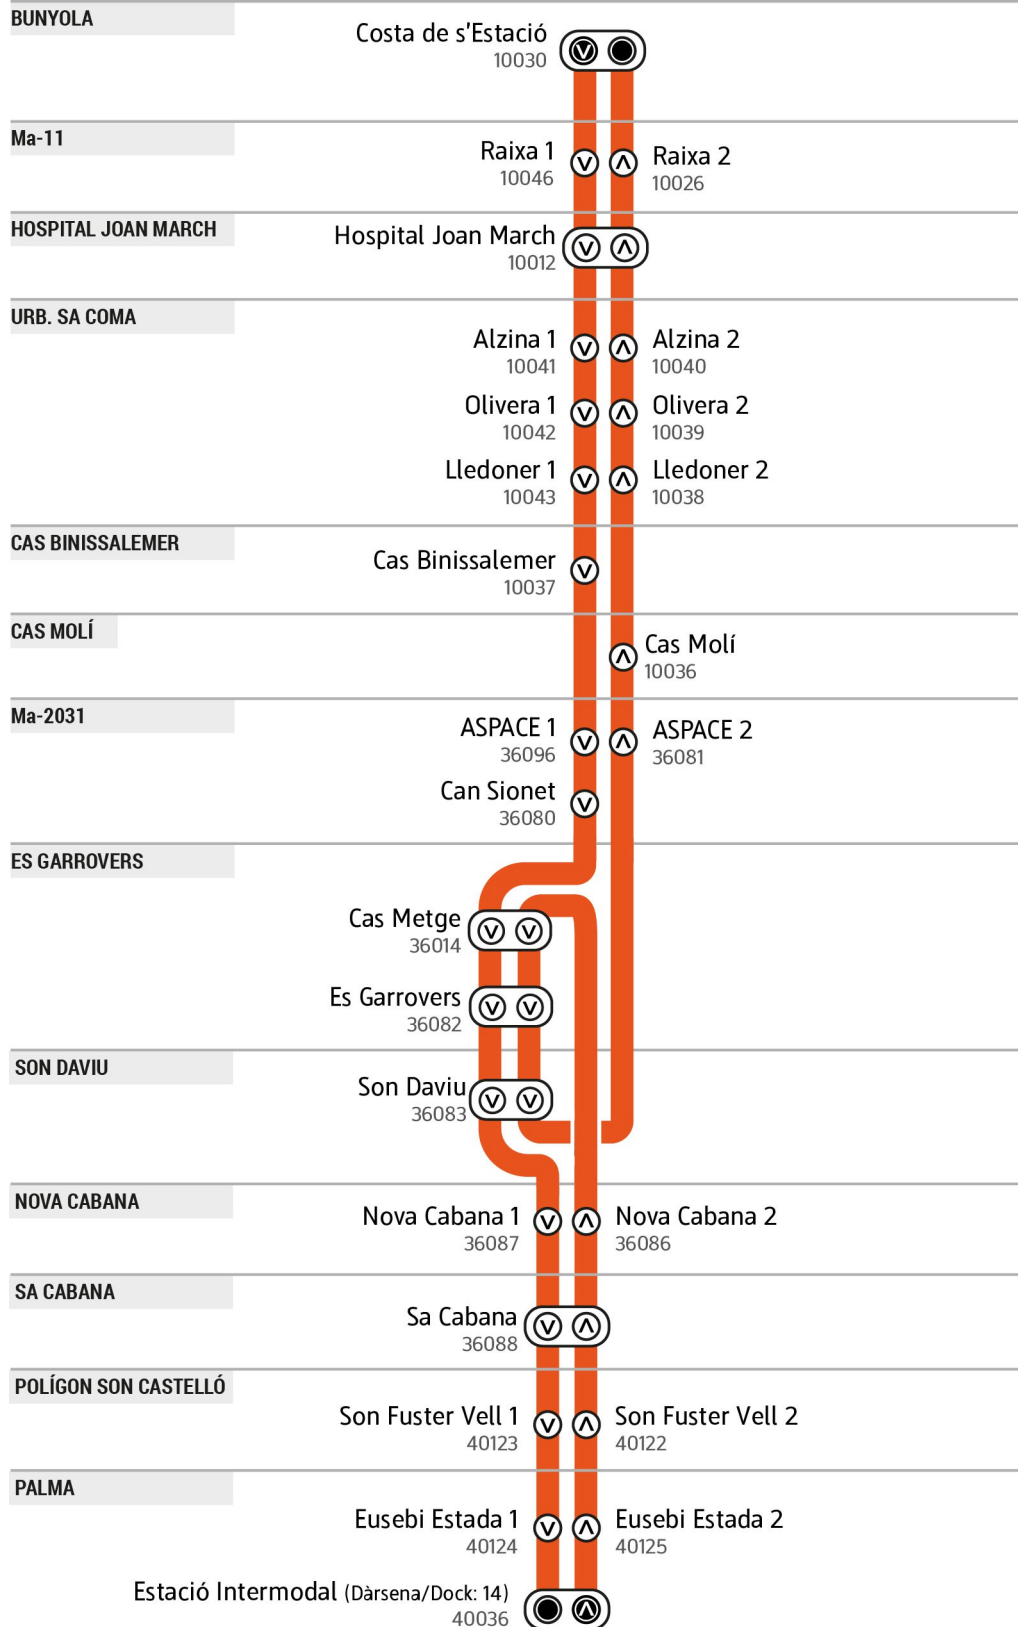 BUNYOLA
Costa de s'Estació
10030
Ma-11
Raixa 1
10046
Raixa 2
10026
HOSPITAL JOAN MARCH
Hospital Joan March
10012
URB. SA COMA
Alzina 1
10041
Alzina 2
10040
Olivera 1
10042
Olivera 2
10039
Lledoner 1
10043
Lledoner 2
10038
CAS BINISSALEMER
Cas Binissalemer
10037
CAS MOLÍ
Cas Molí
10036
Ma-2031
ASPACE 1
36096
ASPACE 2
36081
Can Sionet
36080
ES GARROVERS
Cas Metge
36014
Es Garrovers
36082
SON DAVIU
Son Daviu
36083
NOVA CABANA
Nova Cabana 1
36087
Nova Cabana 2
36086
SA CABANA
Sa Cabana
36088
POLÍGON SON CASTELLÓ
Son Fuster Vell 1
40123
Son Fuster Vell 2
40122
PALMA
Eusebi Estada 1
40124
Eusebi Estada 2
40125
Estació Intermodal (Dàrsena/Dock: 14)
40036